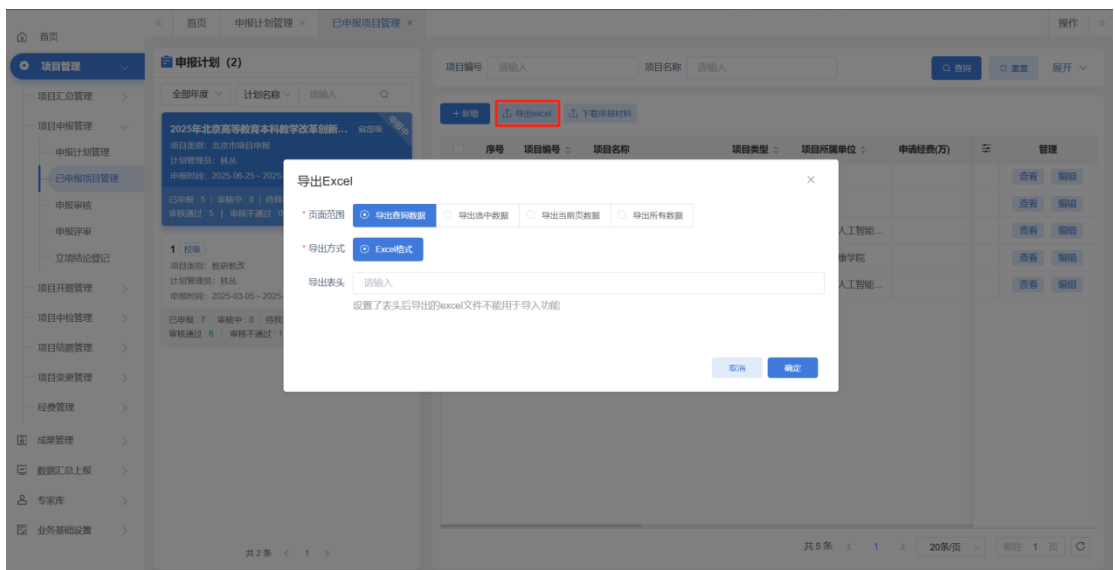 首页
申报计划管理 ×
已申报项目管理 ×
操作
首页
项目管理
项目汇总管理
项目申报管理
申报计划管理
已申报项目管理
申报审核
申报评审
立项结论登记
项目开题管理
项目中检管理
项目结题管理
项目变更管理
经费管理
成果管理
数据汇总上报
专家库
业务基础设置
申报计划（2）
全部年度
计划名称
请输入
2025年北京高等教育本科教学改革创新... 省部级
申报中
项目类别：北京市项目申报
计划管理员：林丛
申报时间：2025-06-25～2025-
已申报：5 | 审核中：0 | 待我
审核通过：5 | 审核不通过：0
1 校级
项目类别：教研教改
计划管理员：林丛
申报时间：2025-03-05～2025-
已申报：7 | 审核中：0 | 待我
审核通过：6 | 审核不通过：1
共 2 条 < 1 >
项目编号 请输入
项目名称 请输入
查询
重置
展开
+ 新增
导出excel
下载申报材料
序号 项目编号 项目名称 项目类型 项目所属单位 申请经费(万) 管理
查看 编辑
查看 编辑
人工智能... 查看 编辑
康学院 查看 编辑
人工智能... 查看 编辑
导出Excel ×
* 页面范围 导出查询数据 导出选中数据 导出当前页数据 导出所有数据
* 导出方式 Excel格式
导出表头 请输入
设置了表头后导出的excel文件不能用于导入功能
取消 确定
共 5 条 < 1 > 20条/页 前往 1 页